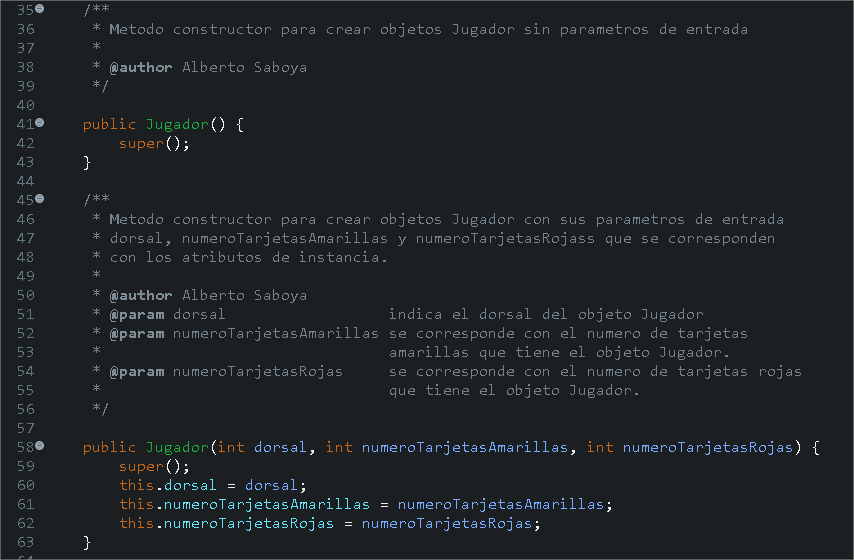 35 /**
36 * Metodo constructor para crear objetos Jugador sin parametros de entrada
37 *
38 * @author Alberto Saboya
39 */
40
41 public Jugador() {
42 super();
43 }
44
45 /**
46 * Metodo constructor para crear objetos Jugador con sus parametros de entrada
47 * dorsal, numeroTarjetasAmarillas y numeroTarjetasRojass que se corresponden
48 * con los atributos de instancia.
49 *
50 * @author Alberto Saboya
51 * @param dorsal indica el dorsal del objeto Jugador
52 * @param numeroTarjetasAmarillas se corresponde con el numero de tarjetas
53 * amarillas que tiene el objeto Jugador.
54 * @param numeroTarjetasRojas se corresponde con el numero de tarjetas rojas
55 * que tiene el objeto Jugador.
56 */
57
58 public Jugador(int dorsal, int numeroTarjetasAmarillas, int numeroTarjetasRojas) {
59 super();
60 this.dorsal = dorsal;
61 this.numeroTarjetasAmarillas = numeroTarjetasAmarillas;
62 this.numeroTarjetasRojas = numeroTarjetasRojas;
63 }